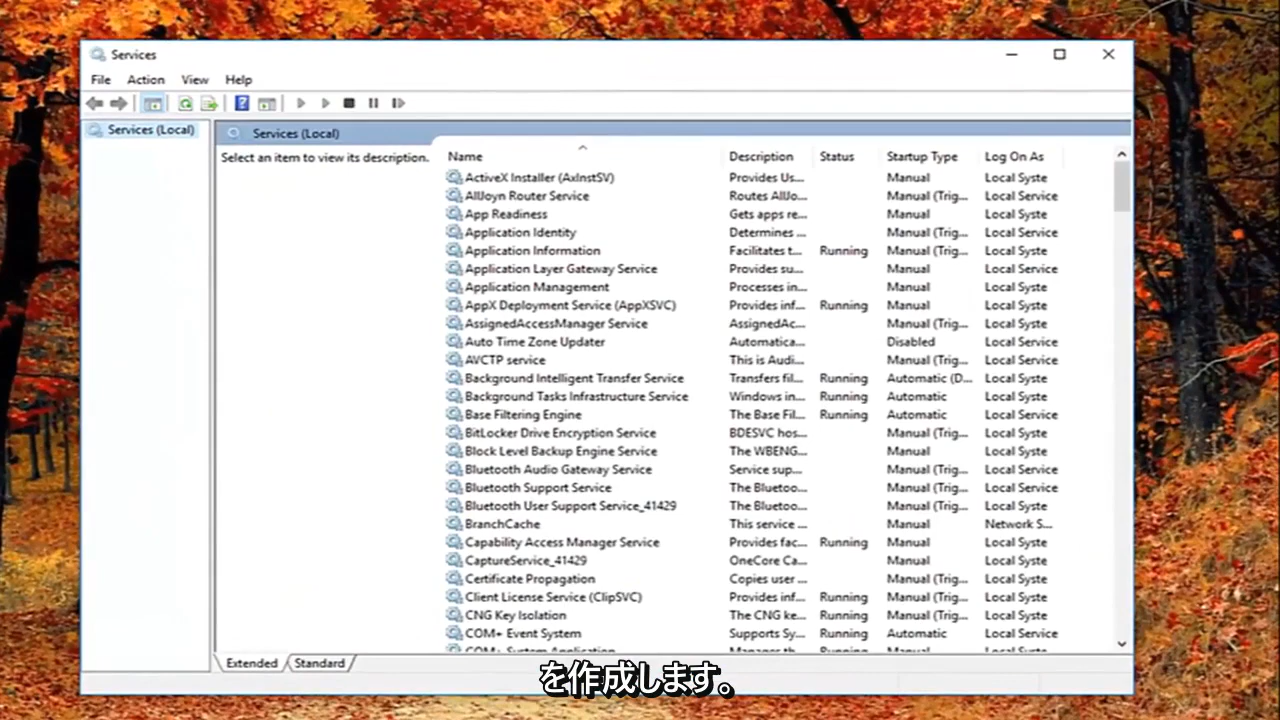 Services
File Action View Help
Services (Local)
Services (Local)
Select an item to view its description.
Name Description Status Startup Type Log On As
ActiveX Installer (AxInstSV) Provides Us... Manual Local Syste
AllJoyn Router Service Routes AllJo... Manual (Trig... Local Service
App Readiness Gets apps re... Manual Local Syste
Application Identity Determines ... Manual (Trig... Local Service
Application Information Facilitates t... Running Manual (Trig... Local Syste
Application Layer Gateway Service Provides su... Manual Local Service
Application Management Processes in... Manual Local Syste
AppX Deployment Service (AppXSVC) Provides inf... Running Manual Local Syste
AssignedAccessManager Service AssignedAc... Manual (Trig... Local Syste
Auto Time Zone Updater Automatica... Disabled Local Service
AVCTP service This is Audi... Manual (Trig... Local Service
Background Intelligent Transfer Service Transfers fil... Running Automatic (D... Local Syste
Background Tasks Infrastructure Service Windows in... Running Automatic Local Syste
Base Filtering Engine The Base Fil... Running Automatic Local Service
BitLocker Drive Encryption Service BDESVC hos... Manual (Trig... Local Syste
Block Level Backup Engine Service The WBENG... Manual Local Syste
Bluetooth Audio Gateway Service Service sup... Manual (Trig... Local Service
Bluetooth Support Service The Bluetoo... Manual (Trig... Local Service
Bluetooth User Support Service_41429 The Bluetoo... Manual (Trig... Local Syste
BranchCache This service ... Manual Network S...
Capability Access Manager Service Provides fac... Running Manual Local Syste
CaptureService_41429 OneCore Ca... Manual Local Syste
Certificate Propagation Copies user ... Manual (Trig... Local Syste
Client License Service (ClipSVC) Provides inf... Running Manual (Trig... Local Syste
CNG Key Isolation The CNG ke... Running Manual (Trig... Local Syste
COM+ Event System Supports Sy... Running Automatic Local Service
Extended Standard
を作成します。